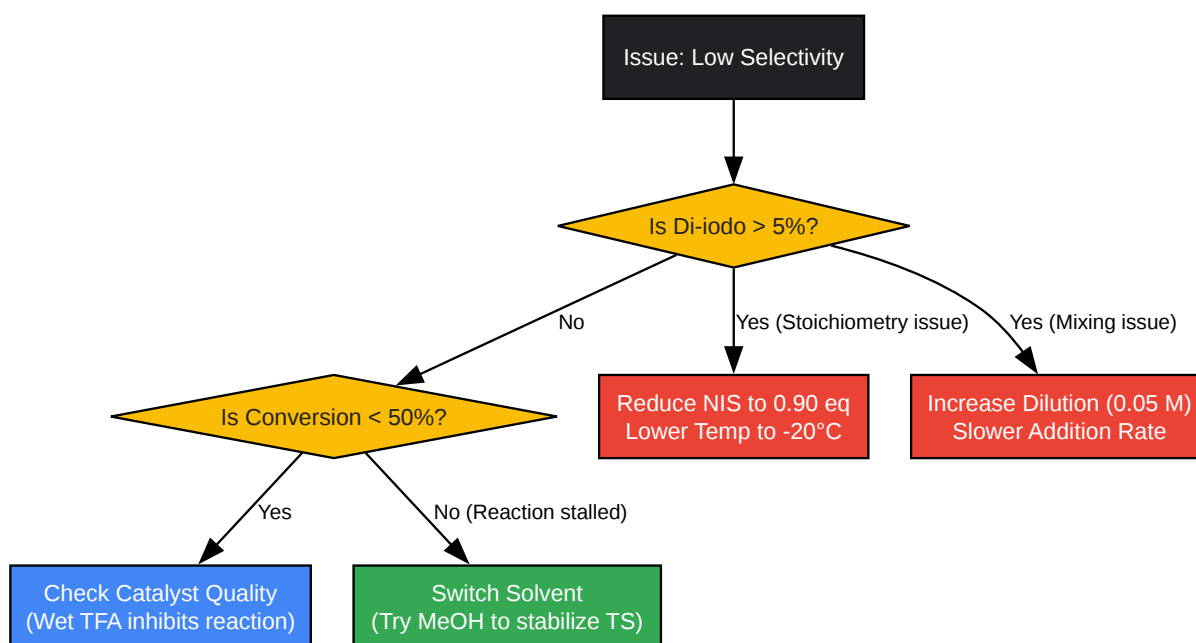 Issue: Low Selectivity
Is Di-iodo > 5%?
No
Yes (Stoichiometry issue)
Yes (Mixing issue)
Is Conversion < 50%?
Reduce NIS to 0.90 eq
Lower Temp to -20°C
Increase Dilution (0.05 M)
Slower Addition Rate
Yes
No (Reaction stalled)
Check Catalyst Quality
(Wet TFA inhibits reaction)
Switch Solvent
(Try MeOH to stabilize TS)